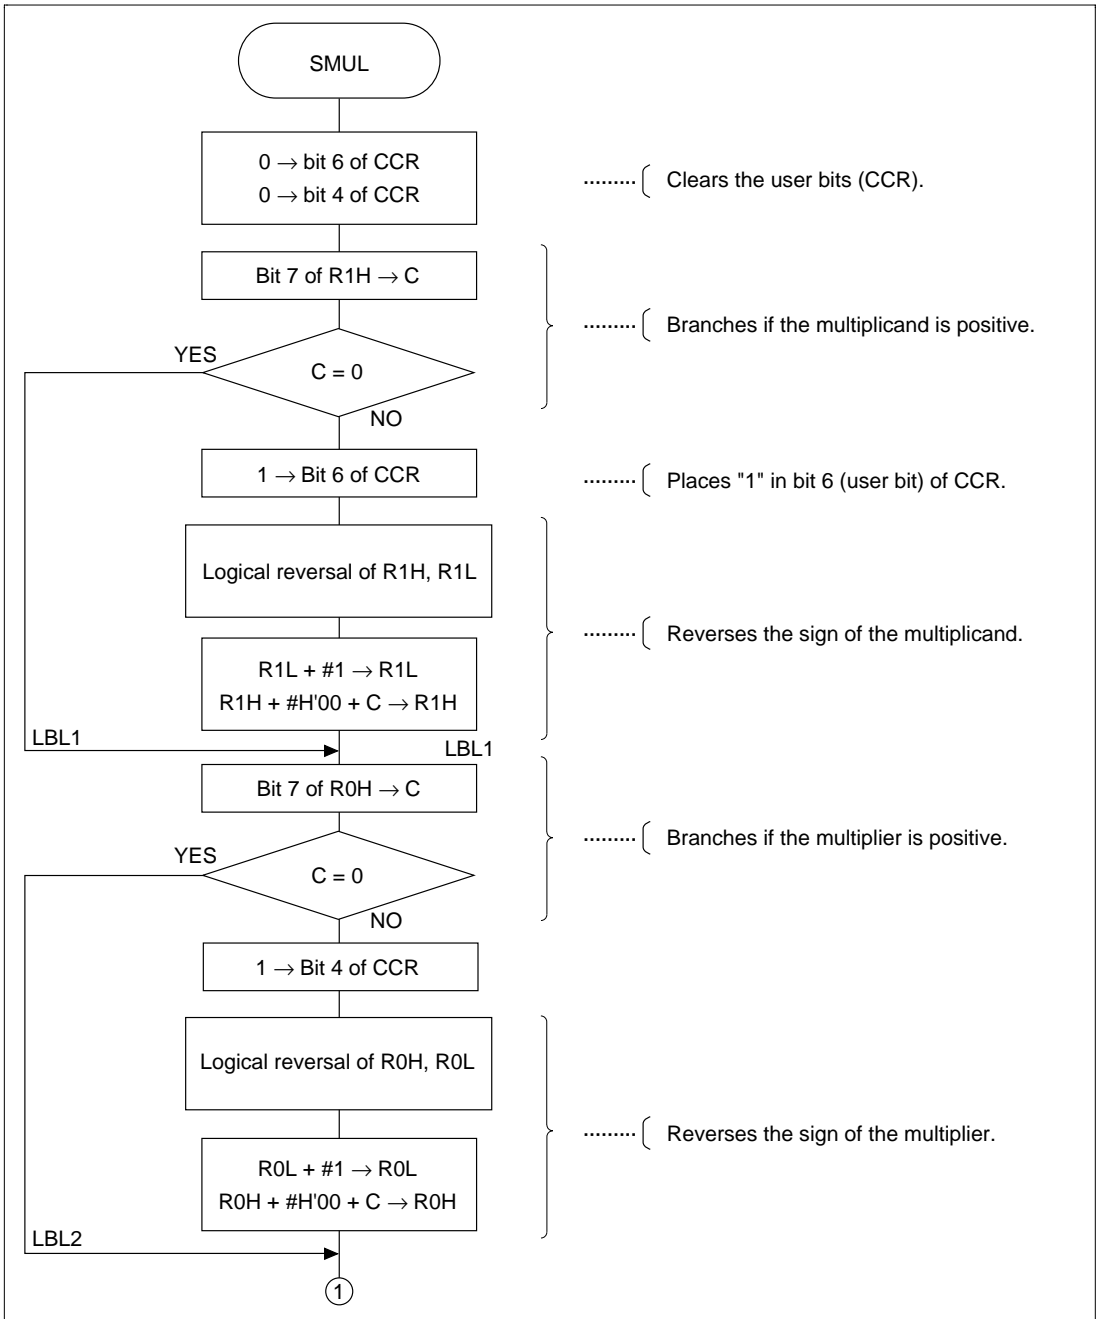 SMUL
0 → bit 6 of CCR
0 → bit 4 of CCR
Clears the user bits (CCR).
Bit 7 of R1H → C
Branches if the multiplicand is positive.
YES
C = 0
NO
1 → Bit 6 of CCR
Places "1" in bit 6 (user bit) of CCR.
Logical reversal of R1H, R1L
Reverses the sign of the multiplicand.
R1L + #1 → R1L
R1H + #H'00 + C → R1H
LBL1
LBL1
Bit 7 of R0H → C
Branches if the multiplier is positive.
YES
C = 0
NO
1 → Bit 4 of CCR
Logical reversal of R0H, R0L
Reverses the sign of the multiplier.
R0L + #1 → R0L
R0H + #H'00 + C → R0H
LBL2
1